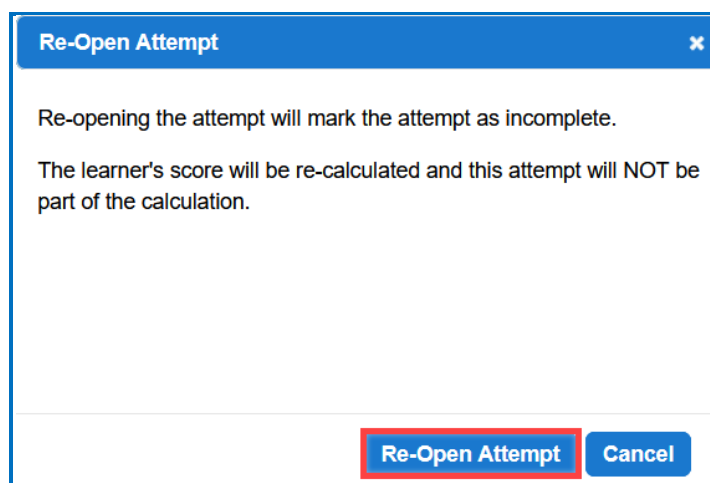 Re-Open Attempt
Re-opening the attempt will mark the attempt as incomplete.
The learner's score will be re-calculated and this attempt will NOT be
part of the calculation.
Re-Open Attempt
Cancel